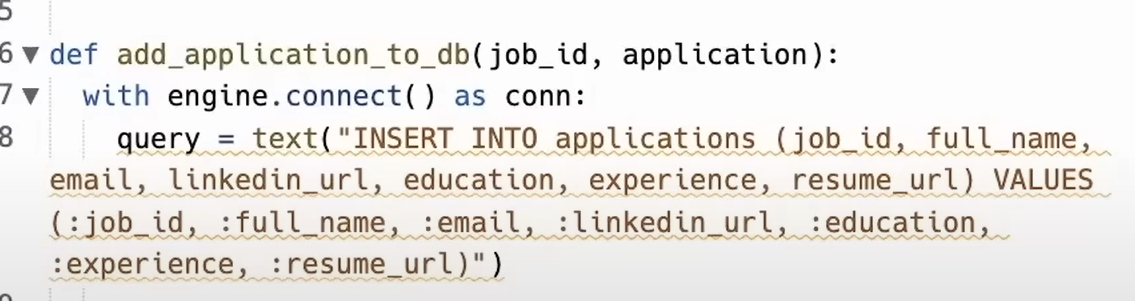 5
6 ▼ def add_application_to_db(job_id, application):
7 ▼ with engine.connect() as conn:
8 query = text("INSERT INTO applications (job_id, full_name,
email, linkedin_url, education, experience, resume_url) VALUES
(:job_id, :full_name, :email, :linkedin_url, :education,
:experience, :resume_url)")